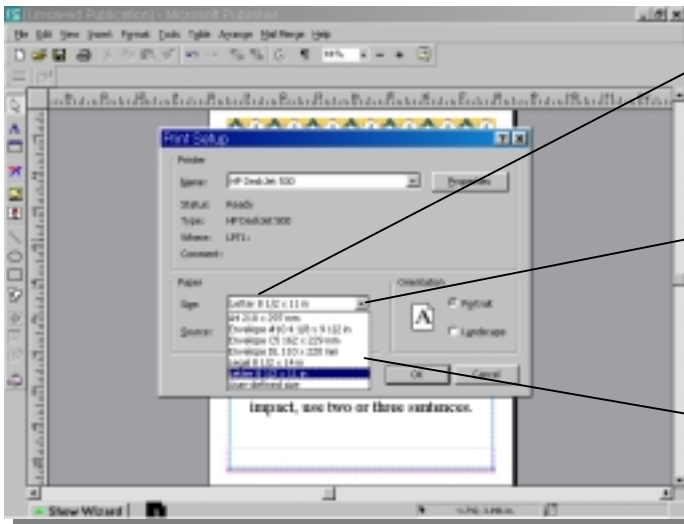 [Unsaved Publication] - Microsoft Publisher
File Edit View Insert Format Tools Table Arrange Mail Merge Help
Print Setup
Printer
Name: HP DeskJet 500 Properties
Status: Ready
Type: HP DeskJet 500
Where: LPT1:
Comment:
Paper
Size: Letter 8 1/2 x 11 in
A4 210 x 297 mm
Envelope #10 4 1/8 x 9 1/2 in
Envelope C5 162 x 229 mm
Envelope DL 110 x 220 mm
Legal 8 1/2 x 14 in
Letter 8 1/2 x 11 in
User-defined size
Source:
Orientation
A
Portrait
Landscape
OK Cancel
impact, use two or three sentences.
Show Wizard